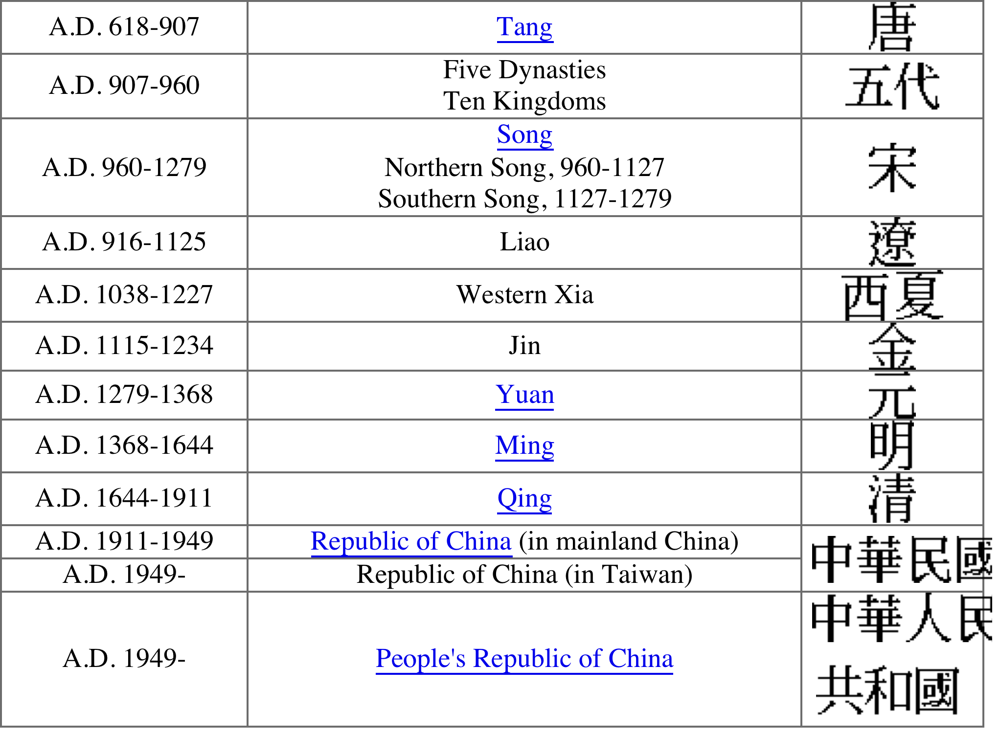 A.D. 618-907 Tang 唐
A.D. 907-960 Five Dynasties
Ten Kingdoms 五代
A.D. 960-1279 Song
Northern Song, 960-1127
Southern Song, 1127-1279 宋
A.D. 916-1125 Liao 遼
A.D. 1038-1227 Western Xia 西夏
A.D. 1115-1234 Jin 金
A.D. 1279-1368 Yuan 元
A.D. 1368-1644 Ming 明
A.D. 1644-1911 Qing 清
A.D. 1911-1949 Republic of China (in mainland China) 中華民國
A.D. 1949- Republic of China (in Taiwan)
A.D. 1949- People's Republic of China 中華人民
共和國